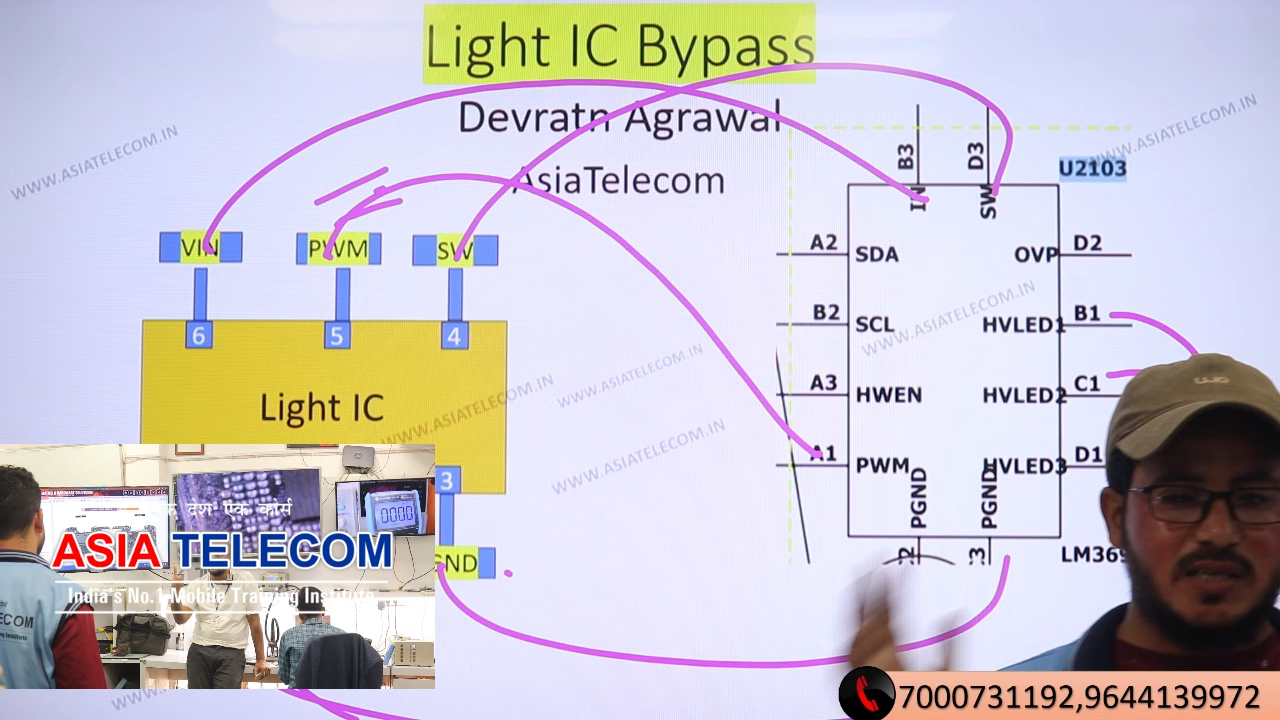 Light IC Bypass
Devratn Agrawal
AsiaTelecom
WWW.ASIATELECOM.IN
WWW.ASIATELECOM.IN
VIN
PWM
SW
6
5
4
Light IC
3
GND
WWW.ASIATELECOM.IN
WWW.ASIATELECOM.IN
WWW.ASIATELECOM.IN
WWW.ASIATELECOM.IN
B3
D3
U2103
IN
SW
A2
SDA
OVP
D2
B2
SCL
HVLED1
B1
A3
HWEN
HVLED2
C1
A1
PWM
HVLED3
D1
PGND
PGND
देश एक कोर्स
ASIA TELECOM
India's No.1 Mobile Training Institute
7000731192,9644139972